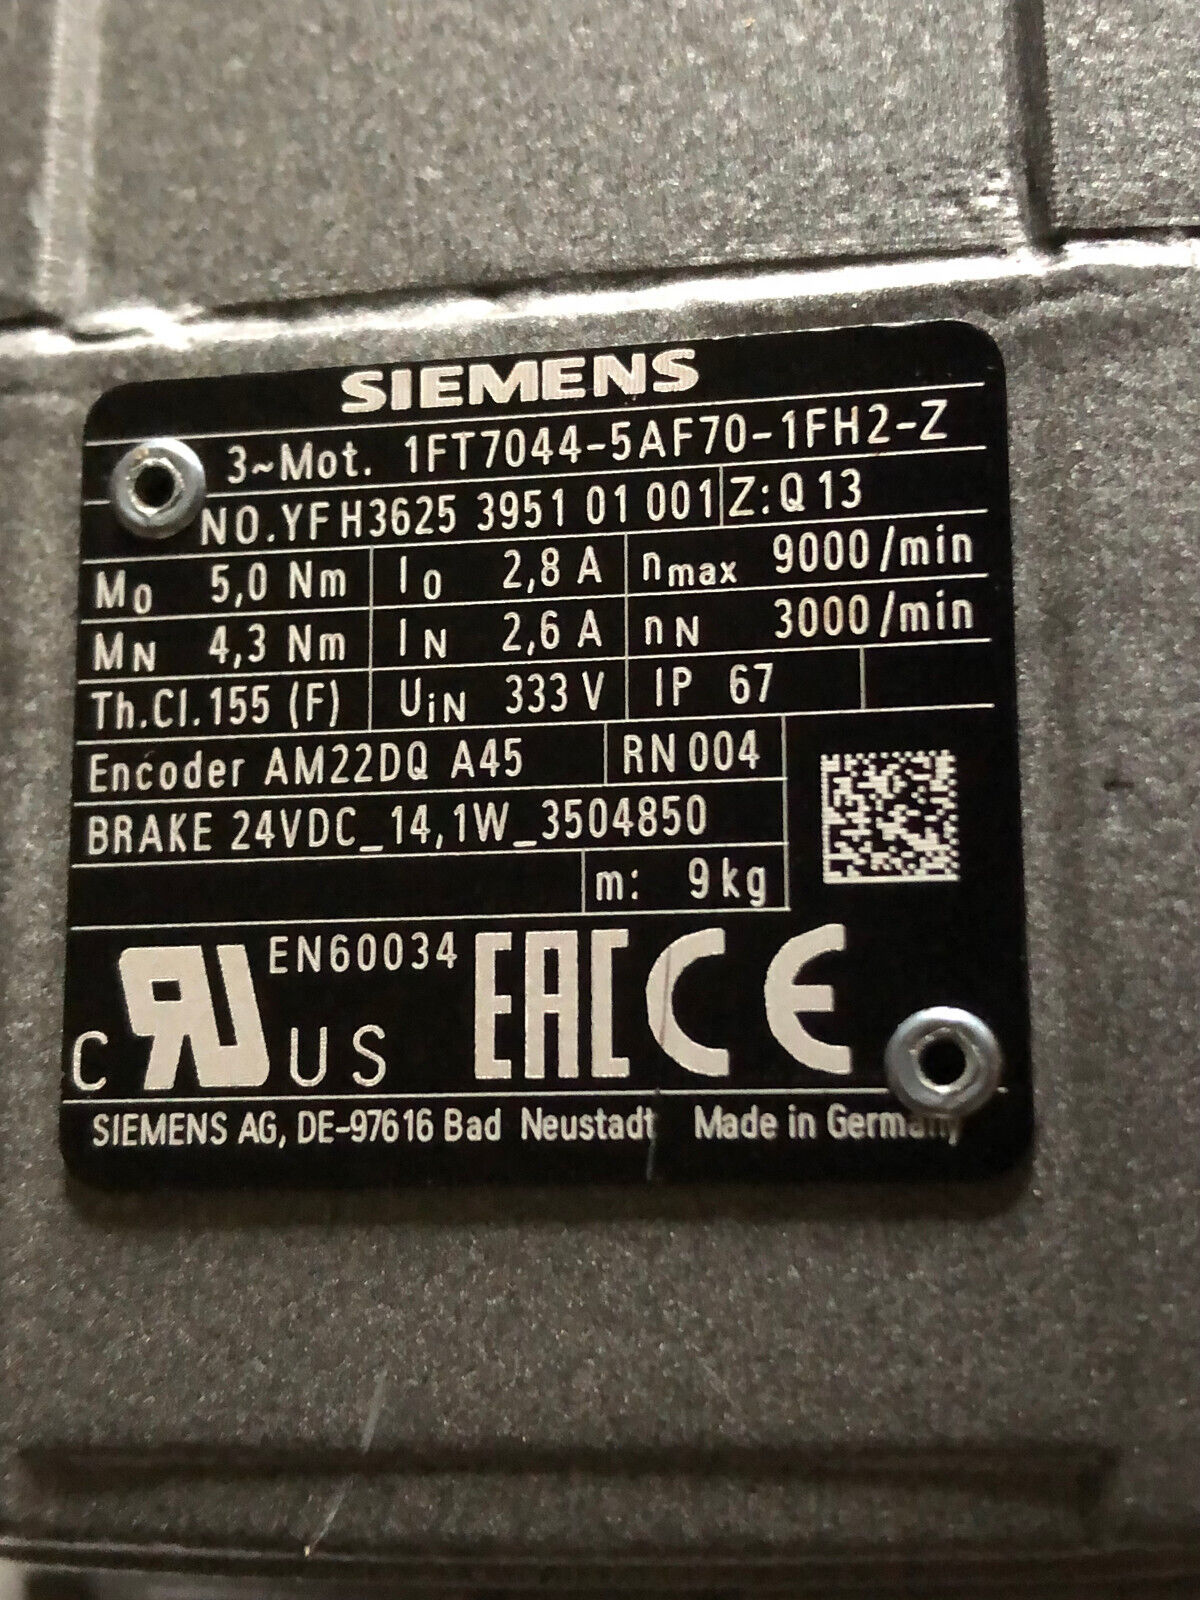 SIEMENS
3~Mot. 1FT7044-5AF70-1FH2-Z
NO.YFH3625 3951 01 001 Z: Q13
M0 5,0 Nm I0 2,8 A nmax 9000/min
MN 4,3 Nm IN 2,6 A nN 3000/min
Th.Cl.155 (F) UiN 333 V IP 67
Encoder AM22DQ A45 RN 004
BRAKE 24VDC_14,1W_3504850
m: 9kg
EN60034 EAC CE
C RU US
SIEMENS AG, DE-97616 Bad Neustadt Made in Germany